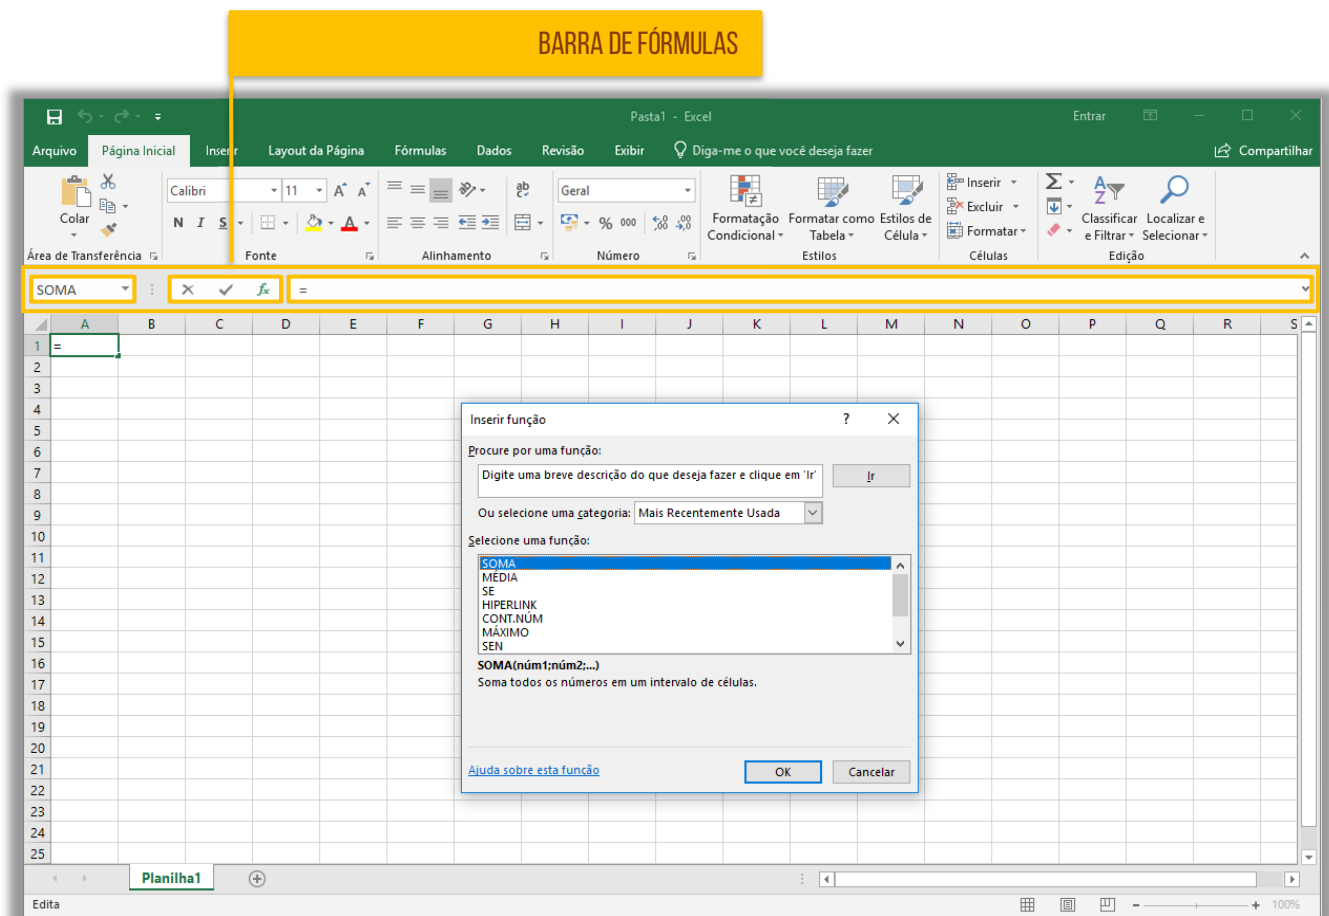 BARRA DE FÓRMULAS
Pasta1 - Excel
Entrar
Arquivo Página Inicial Inserir Layout da Página Fórmulas Dados Revisão Exibir Diga-me o que você deseja fazer Compartilhar
Colar
Calibri 11
Geral
N I S A % 000
Formatação Condicional
Formatar como Tabela
Estilos de Célula
Inserir
Excluir
Formatar
Classificar e Filtrar
Localizar e Selecionar
Área de Transferência Fonte Alinhamento Número Estilos Células Edição
SOMA fx =
A B C D E F G H I J K L M N O P Q R S
1 =
2
3
4
5
6
7
8
9
10
11
12
13
14
15
16
17
18
19
20
21
22
23
24
25
Inserir função ?
Procure por uma função:
Digite uma breve descrição do que deseja fazer e clique em 'Ir'
Ir
Ou selecione uma categoria: Mais Recentemente Usada
Selecione uma função:
SOMA
MÉDIA
SE
HIPERLINK
CONT.NÚM
MÁXIMO
SEN
SOMA(núm1;núm2;...)
Soma todos os números em um intervalo de células.
Ajuda sobre esta função
OK Cancelar
Planilha1
Edita
100%